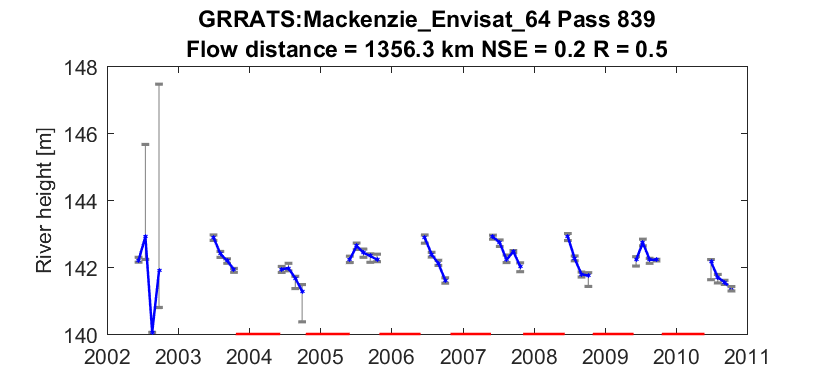 GRRATS:Mackenzie_Envisat_64 Pass 839
Flow distance = 1356.3 km NSE = 0.2 R = 0.5
River height [m]
148
146
144
142
140
2002 2003 2004 2005 2006 2007 2008 2009 2010 2011